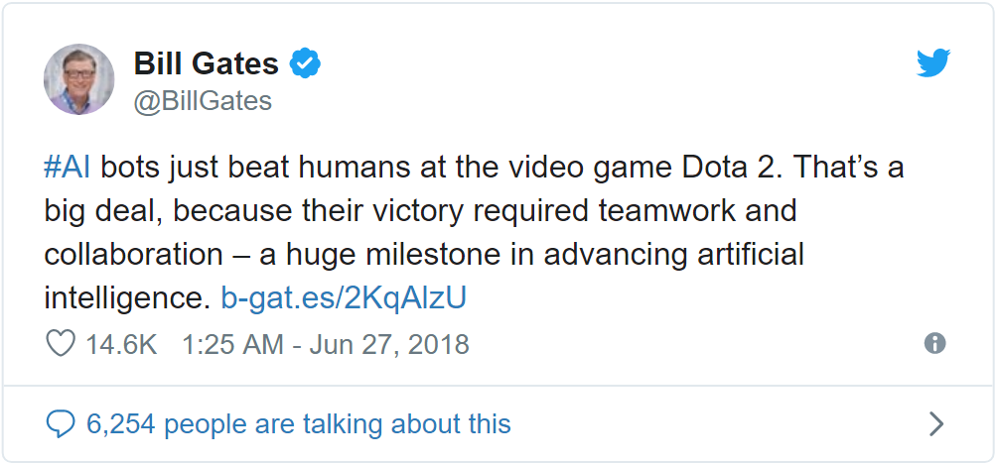 Bill Gates
@BillGates
#AI bots just beat humans at the video game Dota 2. That’s a
big deal, because their victory required teamwork and
collaboration – a huge milestone in advancing artificial
intelligence. b-gat.es/2KqAlzU
14.6K 1:25 AM - Jun 27, 2018
6,254 people are talking about this